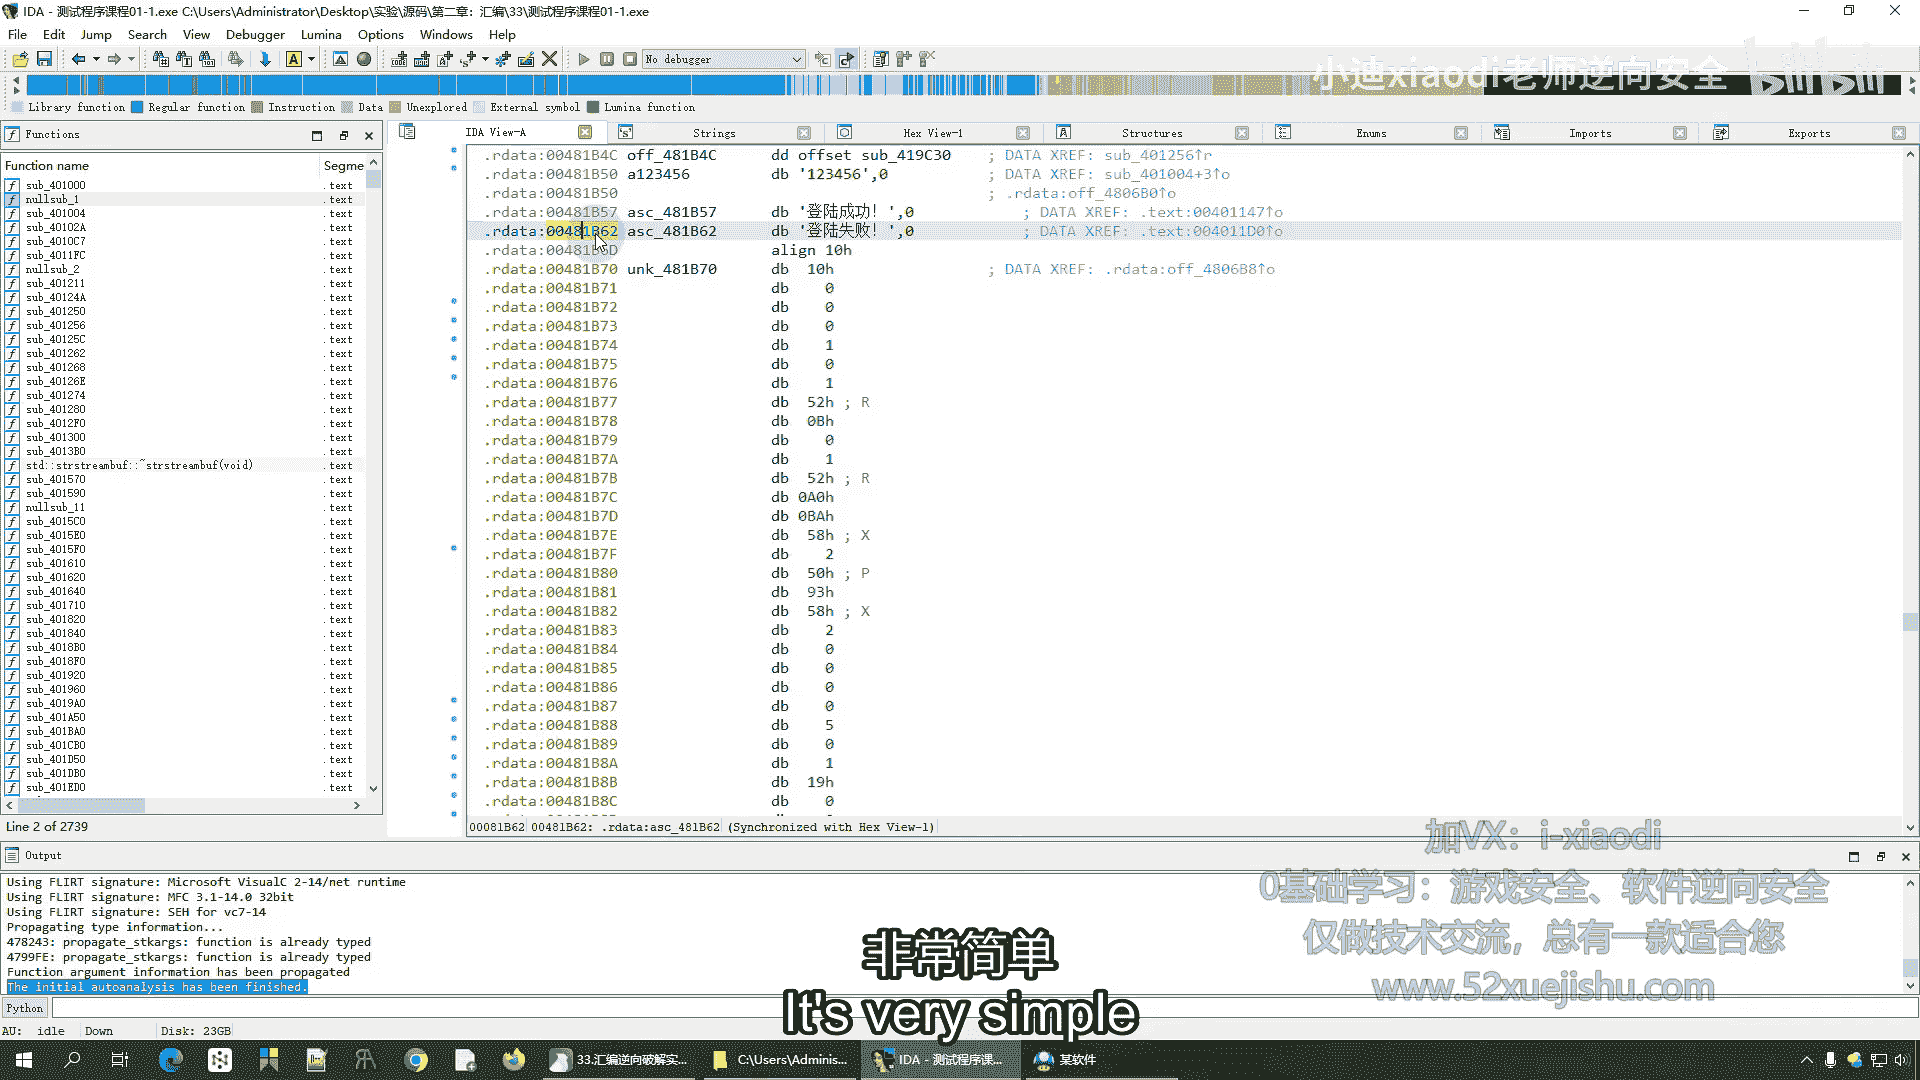 IDA - 测试程序课程01-1.exe C:\Users\Administrator\Desktop\实验\源码\第二章：汇编\33\测试程序课程01-1.exe
File Edit Jump Search View Debugger Lumina Options Windows Help
No debugger
小迪xiaodi老师逆向安全 bilibili
Library function Regular function Instruction Data Unexplored External symbol Lumina function
Functions
IDA View-A Strings Hex View-1 Structures Enums Imports Exports
Function name Segme
sub_401000 .text
nullsub_1 .text
sub_401004 .text
sub_40102A .text
sub_4010C7 .text
sub_4011FC .text
nullsub_2 .text
sub_401211 .text
sub_40124A .text
sub_401250 .text
sub_401256 .text
sub_40125C .text
sub_401262 .text
sub_401268 .text
sub_40126E .text
sub_401274 .text
sub_401280 .text
sub_4012F0 .text
sub_401300 .text
sub_4013B0 .text
std::strstreambuf::~strstreambuf(void) .text
sub_401570 .text
sub_401590 .text
nullsub_11 .text
sub_4015C0 .text
sub_4015E0 .text
sub_4015F0 .text
sub_401610 .text
sub_401620 .text
sub_401640 .text
sub_401710 .text
sub_401820 .text
sub_401840 .text
sub_4018B0 .text
sub_4018F0 .text
sub_401920 .text
sub_401960 .text
sub_4019A0 .text
sub_401A50 .text
sub_401BA0 .text
sub_401CB0 .text
sub_401D50 .text
sub_401DB0 .text
sub_401ED0 .text
Line 2 of 2739
.rdata:00481B4C off_481B4C dd offset sub_419C30 ; DATA XREF: sub_401256↑r
.rdata:00481B50 a123456 db '123456',0 ; DATA XREF: sub_401004+3↑o
.rdata:00481B50 ; .rdata:off_4806B0↑o
.rdata:00481B57 asc_481B57 db '登陆成功! ',0 ; DATA XREF: .text:00401147↑o
.rdata:00481B62 asc_481B62 db '登陆失败! ',0 ; DATA XREF: .text:004011D0↑o
.rdata:00481B6D align 10h
.rdata:00481B70 unk_481B70 db 10h ; DATA XREF: .rdata:off_4806B8↑o
.rdata:00481B71 db 0
.rdata:00481B72 db 0
.rdata:00481B73 db 0
.rdata:00481B74 db 1
.rdata:00481B75 db 0
.rdata:00481B76 db 1
.rdata:00481B77 db 52h ; R
.rdata:00481B78 db 0Bh
.rdata:00481B79 db 0
.rdata:00481B7A db 1
.rdata:00481B7B db 52h ; R
.rdata:00481B7C db 0A0h
.rdata:00481B7D db 0BAh
.rdata:00481B7E db 58h ; X
.rdata:00481B7F db 2
.rdata:00481B80 db 50h ; P
.rdata:00481B81 db 93h
.rdata:00481B82 db 58h ; X
.rdata:00481B83 db 2
.rdata:00481B84 db 0
.rdata:00481B85 db 0
.rdata:00481B86 db 0
.rdata:00481B87 db 0
.rdata:00481B88 db 5
.rdata:00481B89 db 0
.rdata:00481B8A db 1
.rdata:00481B8B db 19h
.rdata:00481B8C db 0
00081B62 00481B62: .rdata:asc_481B62 (Synchronized with Hex View-1)
加VX：i-xiaodi
0基础学习：游戏安全、软件逆向安全
仅做技术交流，总有一款适合您
www.52xuejishu.com
Output
Using FLIRT signature: Microsoft VisualC 2-14/net runtime
Using FLIRT signature: MFC 3.1-14.0 32bit
Using FLIRT signature: SEH for vc7-14
Propagating type information...
478243: propagate_stkargs: function is already typed
4799FE: propagate_stkargs: function is already typed
Function argument information has been propagated
The initial autoanalysis has been finished.
Python
非常简单
It's very simple
AU: idle Down Disk: 23GB
33.汇编逆向破解实... C:\Users\Adminis... IDA - 测试程序课... 某软件